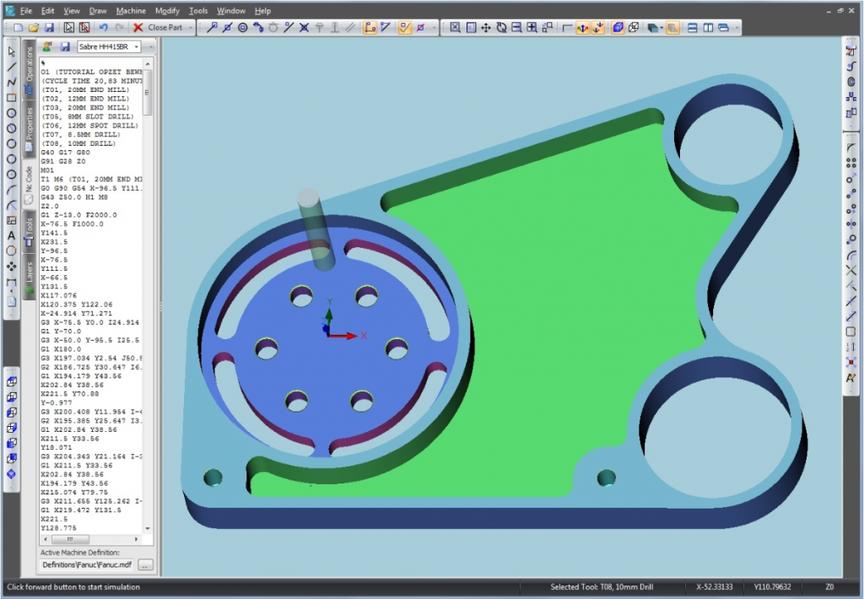 File Edit View Draw Machine Modify Tools Window Help
Close Part
Sabre HH415BR
Operations
Properties
Nc Code
Tools
Layers
%
O1 (TUTORIAL OPZET BEWE
(CYCLE TIME 20,83 MINUT
(T01, 20MM END MILL)
(T02, 12MM END MILL)
(T03, 20MM END MILL)
(T05, 8MM SLOT DRILL)
(T06, 12MM SPOT DRILL)
(T07, 8.5MM DRILL)
(T08, 10MM DRILL)
G40 G17 G80
G91 G28 Z0
M01
T1 M6 (T01, 20MM END MI
G0 G90 G54 X-96.5 Y111.
G43 Z50.0 H1 M8
Z2.0
G1 Z-13.0 F2000.0
X-76.5 F1000.0
Y141.5
X231.5
Y-96.5
X-76.5
Y111.5
X-66.5
Y131.5
X117.076
X120.375 Y122.06
X-24.914 Y71.271
G3 X-75.5 Y0.0 I24.914
G1 Y-70.0
G3 X-50.0 Y-95.5 I25.5
G1 X180.0
G3 X197.034 Y2.54 J50.8
G2 X186.725 Y30.647 I6.
G1 X194.179 Y43.56
X202.84 Y38.56
X221.5 Y70.88
Y-0.977
G3 X200.408 Y11.954 I-
G2 X195.385 Y25.647 I3.
G1 X202.84 Y38.56
X211.5 Y33.56
Y18.071
G3 X204.343 Y21.164 I-
G1 X211.5 Y33.56
X202.84 Y38.56
X194.179 Y43.56
X215.074 Y79.75
G3 X211.655 Y125.262 I-
G1 X219.472 Y131.5
X221.5
Y128.775
Active Machine Definition:
Definitions\Fanuc\Fanuc.mdf
...
Y
X
Click forward button to start simulation
Selected Tool: T08, 10mm Drill
X-52.33133
Y110.79632
Z0